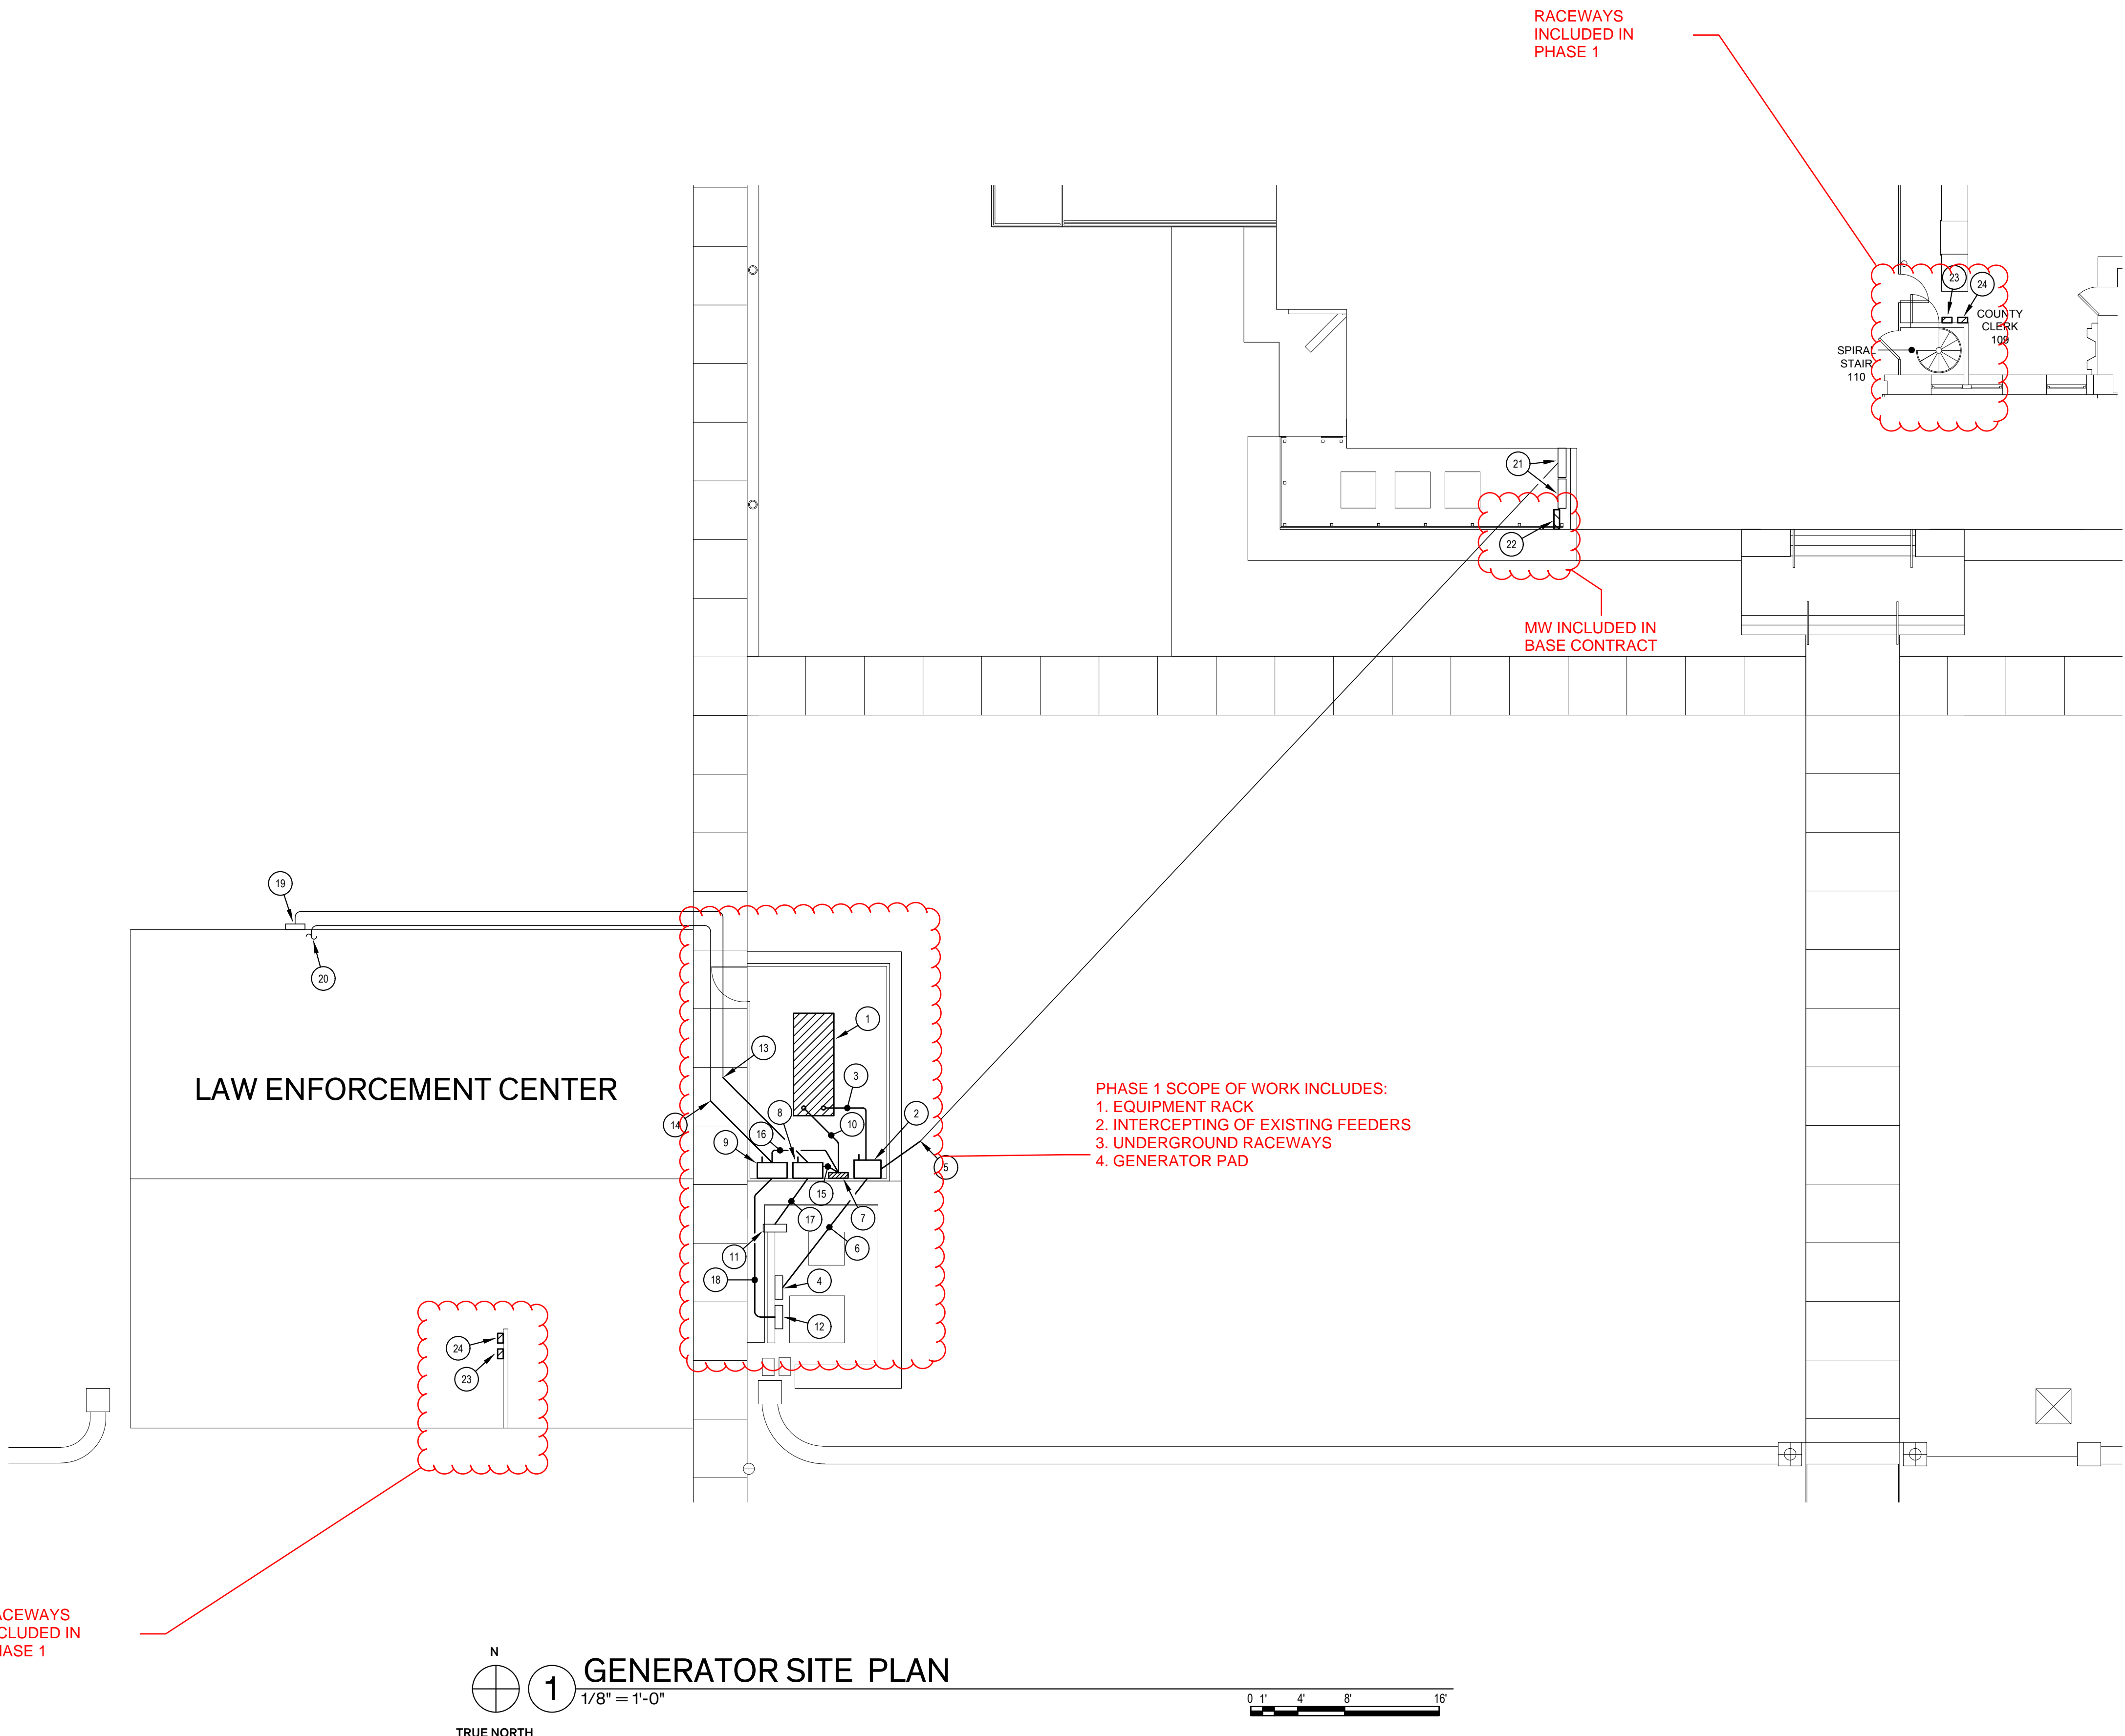 RACEWAYS
INCLUDED IN
PHASE 1
23
24
COUNTY
CLERK
109
SPIRAL
STAIR
110
21
22
MW INCLUDED IN
BASE CONTRACT
19
20
LAW ENFORCEMENT CENTER
1
13
3
8
2
14
16
10
9
5
15
17
7
11
6
18
4
12
PHASE 1 SCOPE OF WORK INCLUDES:
1. EQUIPMENT RACK
2. INTERCEPTING OF EXISTING FEEDERS
3. UNDERGROUND RACEWAYS
4. GENERATOR PAD
24
23
ACEWAYS
CLUDED IN
HASE 1
N
1
GENERATOR SITE PLAN
1/8" = 1'-0"
TRUE NORTH
0 1' 4' 8' 16'